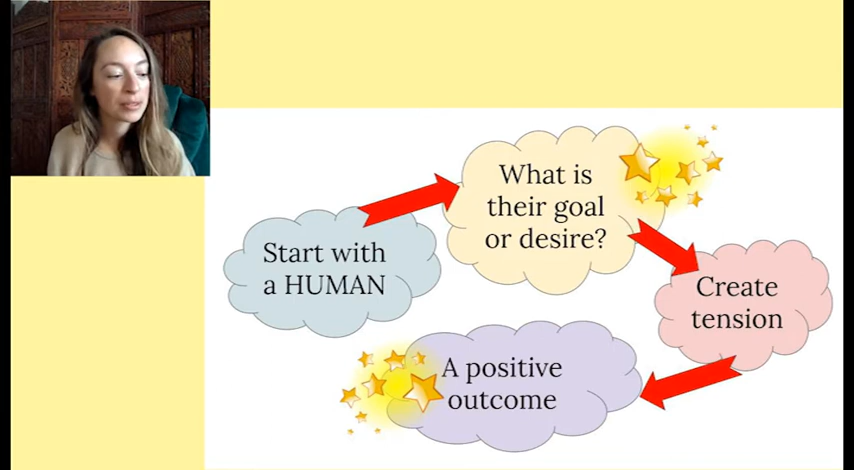 Start with
a HUMAN
What is
their goal
or desire?
Create
tension
A positive
outcome